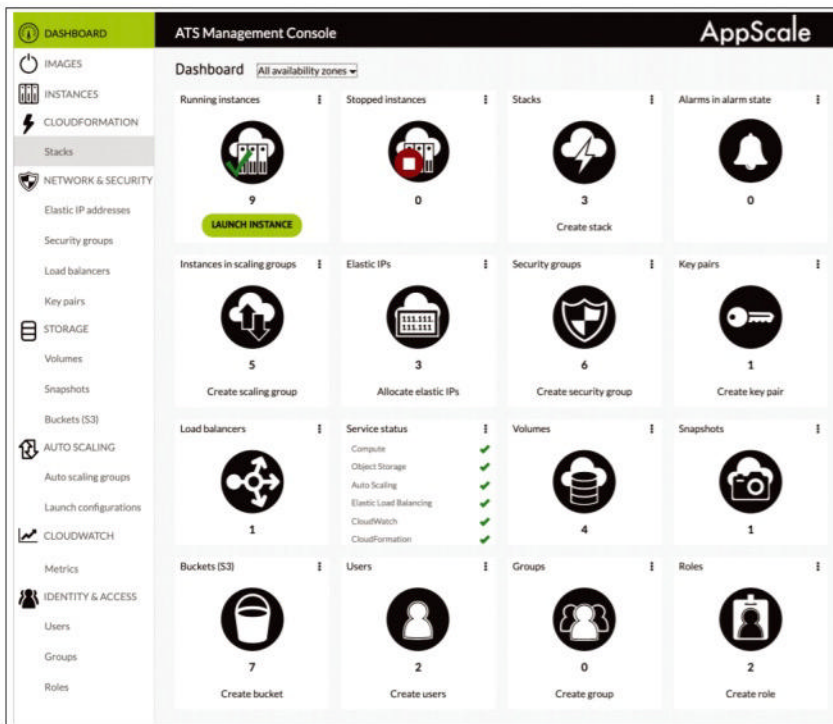 DASHBOARD
IMAGES
INSTANCES
CLOUDFORMATION
Stacks
NETWORK & SECURITY
Elastic IP addresses
Security groups
Load balancers
Key pairs
STORAGE
Volumes
Snapshots
Buckets (S3)
AUTO SCALING
Auto scaling groups
Launch configurations
CLOUDWATCH
Metrics
IDENTITY & ACCESS
Users
Groups
Roles
ATS Management Console
AppScale
Dashboard
All availability zones
Running instances
9
LAUNCH INSTANCE
Stopped instances
0
Stacks
3
Create stack
Alarms in alarm state
0
Instances in scaling groups
5
Create scaling group
Elastic IPs
111.111.
111.111
3
Allocate elastic IPs
Security groups
6
Create security group
Key pairs
1
Create key pair
Load balancers
1
Service status
Compute
Object Storage
Auto Scaling
Elastic Load Balancing
CloudWatch
CloudFormation
Volumes
4
Snapshots
1
Buckets (S3)
7
Create bucket
Users
2
Create users
Groups
0
Create group
Roles
2
Create role